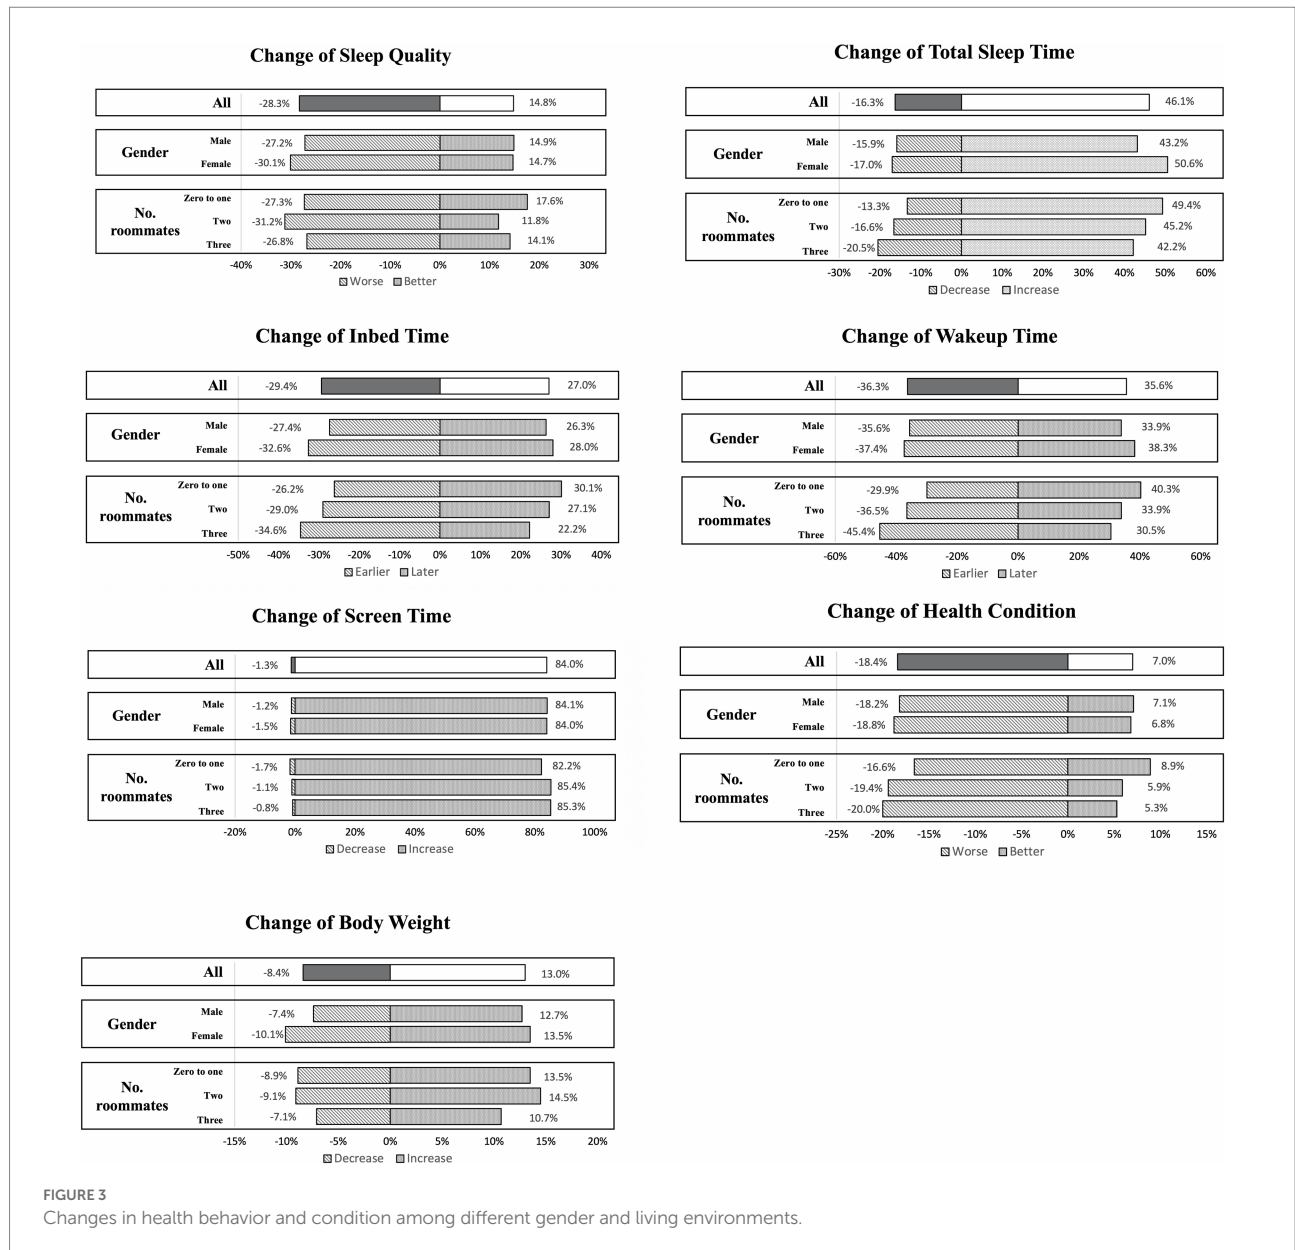 Change of Sleep Quality
All -28.3% 14.8%
Gender
Male -27.2% 14.9%
Female -30.1% 14.7%
No. roommates
Zero to one -27.3% 17.6%
Two -31.2% 11.8%
Three -26.8% 14.1%
-40% -30% -20% -10% 0% 10% 20% 30%
Worse Better
Change of Total Sleep Time
All -16.3% 46.1%
Gender
Male -15.9% 43.2%
Female -17.0% 50.6%
No. roommates
Zero to one -13.3% 49.4%
Two -16.6% 45.2%
Three -20.5% 42.2%
-30% -20% -10% 0% 10% 20% 30% 40% 50% 60%
Decrease Increase
Change of Inbed Time
All -29.4% 27.0%
Gender
Male -27.4% 26.3%
Female -32.6% 28.0%
No. roommates
Zero to one -26.2% 30.1%
Two -29.0% 27.1%
Three -34.6% 22.2%
-50% -40% -30% -20% -10% 0% 10% 20% 30% 40%
Earlier Later
Change of Wakeup Time
All -36.3% 35.6%
Gender
Male -35.6% 33.9%
Female -37.4% 38.3%
No. roommates
Zero to one -29.9% 40.3%
Two -36.5% 33.9%
Three -45.4% 30.5%
-60% -40% -20% 0% 20% 40% 60%
Earlier Later
Change of Screen Time
All -1.3% 84.0%
Gender
Male -1.2% 84.1%
Female -1.5% 84.0%
No. roommates
Zero to one -1.7% 82.2%
Two -1.1% 85.4%
Three -0.8% 85.3%
-20% 0% 20% 40% 60% 80% 100%
Decrease Increase
Change of Health Condition
All -18.4% 7.0%
Gender
Male -18.2% 7.1%
Female -18.8% 6.8%
No. roommates
Zero to one -16.6% 8.9%
Two -19.4% 5.9%
Three -20.0% 5.3%
-25% -20% -15% -10% -5% 0% 5% 10% 15%
Worse Better
Change of Body Weight
All -8.4% 13.0%
Gender
Male -7.4% 12.7%
Female -10.1% 13.5%
No. roommates
Zero to one -8.9% 13.5%
Two -9.1% 14.5%
Three -7.1% 10.7%
-15% -10% -5% 0% 5% 10% 15% 20%
Decrease Increase
FIGURE 3
Changes in health behavior and condition among different gender and living environments.